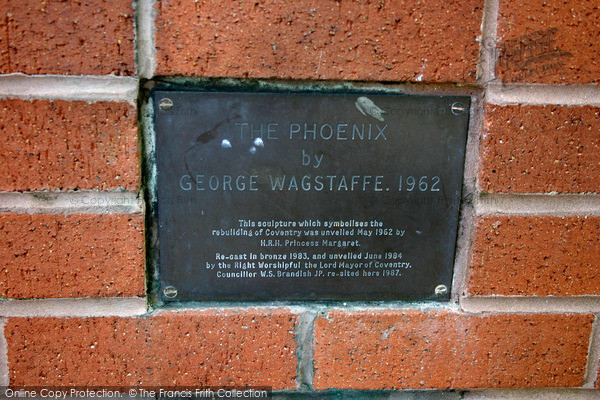 THE PHOENIX
by
GEORGE WAGSTAFFE. 1962
This sculpture which symbolises the
rebuilding of Coventry was unveiled May 1962 by
H.R.H. Princess Margaret.
Re-cast in bronze 1983, and unveiled June 1984
by the Right Worshipful the Lord Mayor of Coventry,
Councillor W.S. Brandish JP. re-sited here 1987.
Online Copy Protection. © The Francis Frith Collection